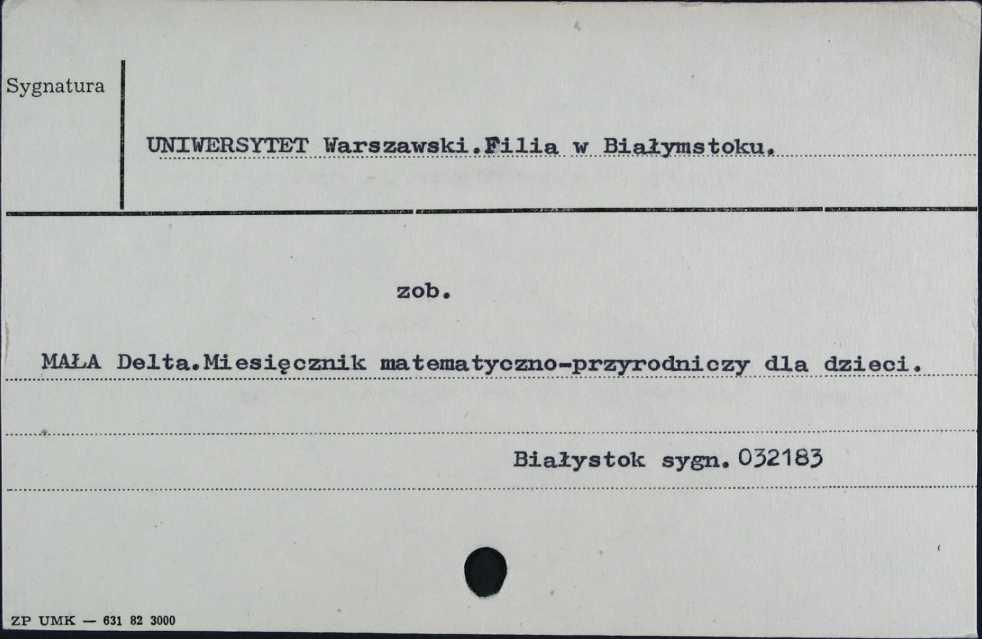 Sygnatura
UNIWERSYTET Warszawski.Filia w Białymstoku.
zob.
MAŁA Delta.Miesięcznik matematyczno-przyrodniczy dla dzieci.
Białystok sygn. 032183
ZP UMK — 631 82 3000